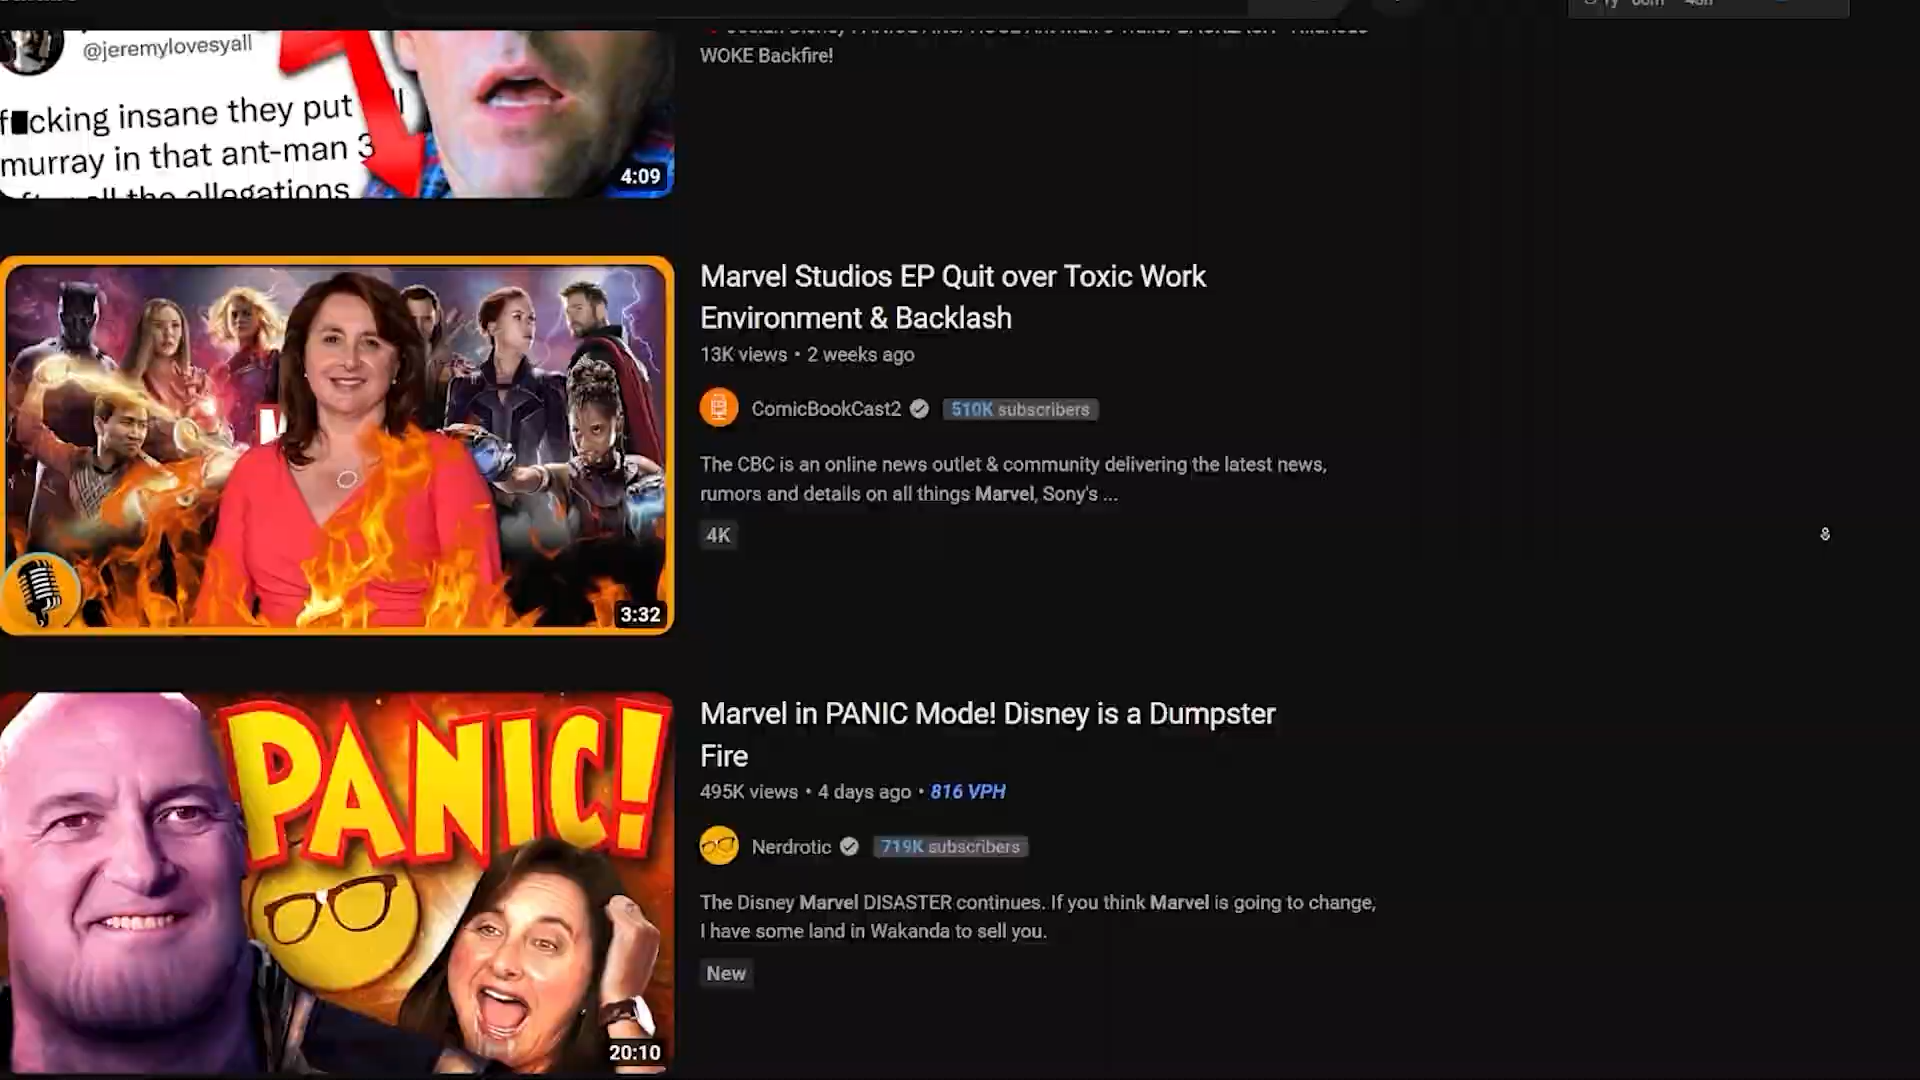 @jeremylovesyall
f■cking insane they put
murray in that ant-man 3
all the allegations
WOKE Backfire!
4:09
Marvel Studios EP Quit over Toxic Work
Environment & Backlash
13K views • 2 weeks ago
ComicBookCast2
510K subscribers
The CBC is an online news outlet & community delivering the latest news,
rumors and details on all things Marvel, Sony's ...
4K
3:32
PANIC!
20:10
Marvel in PANIC Mode! Disney is a Dumpster
Fire
495K views • 4 days ago • 816 VPH
Nerdrotic
719K subscribers
The Disney Marvel DISASTER continues. If you think Marvel is going to change,
I have some land in Wakanda to sell you.
New